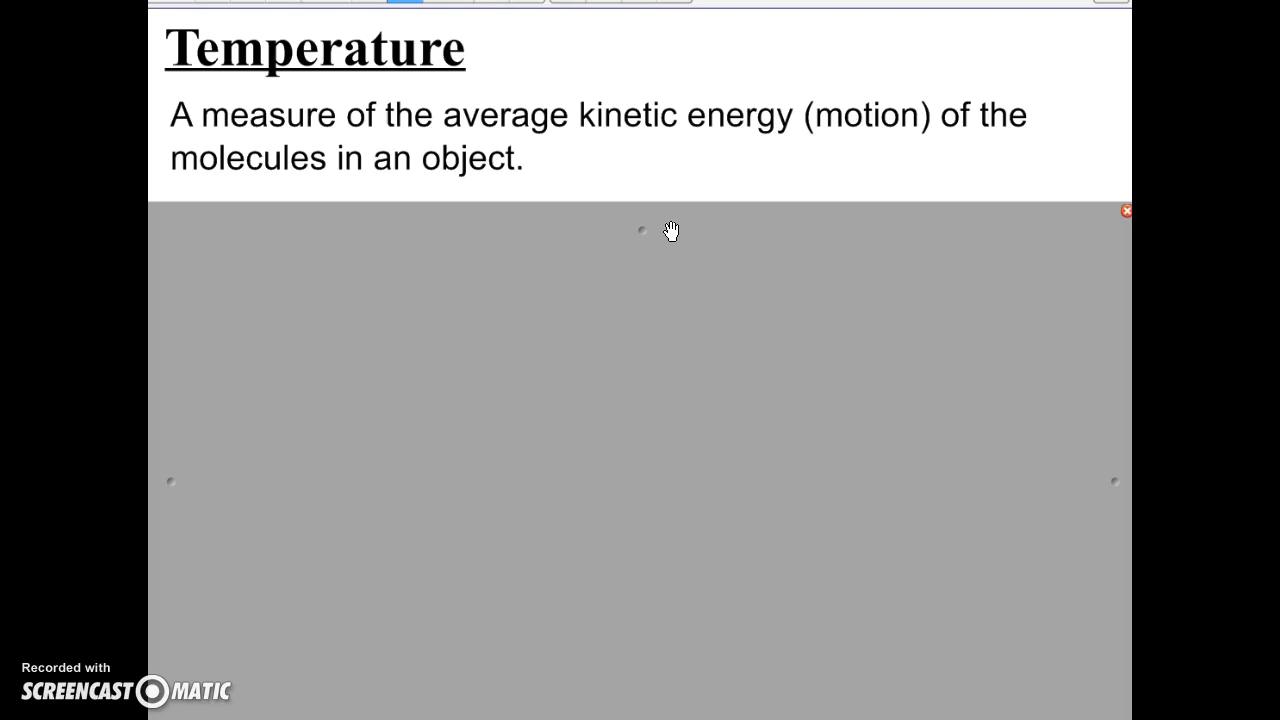 Temperature
A measure of the average kinetic energy (motion) of the
molecules in an object.
Recorded with
SCREENCAST MATIC